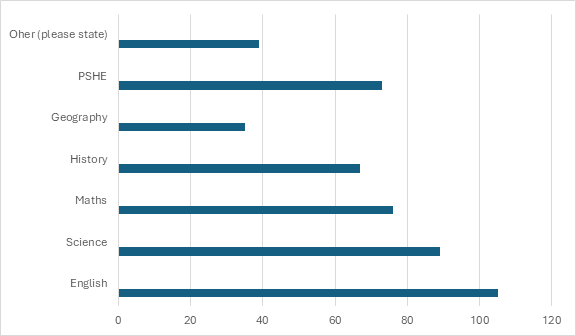 Oher (please state)
PSHE
Geography
History
Maths
Science
English
0 20 40 60 80 100 120